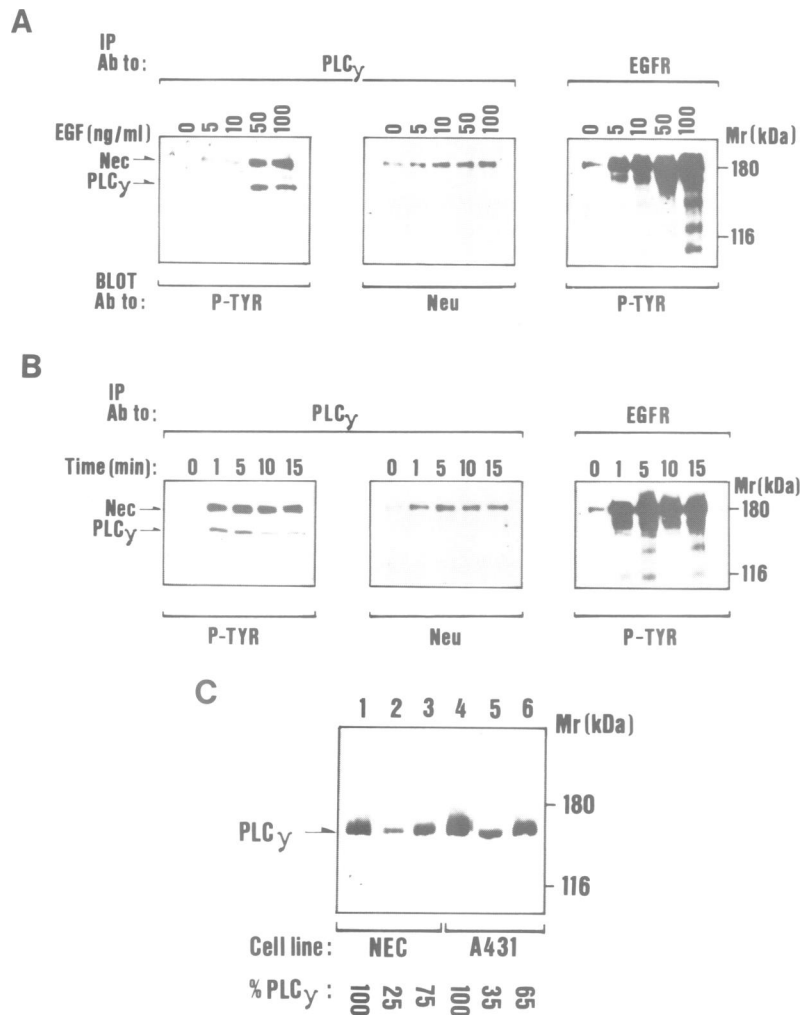 A
IP
Ab to: PLCγ EGFR
EGF (ng/ml) 0 5 10 50 100 0 5 10 50 100 0 5 10 50 100 Mr (kDa)
Nec 180
PLCγ
116
BLOT
Ab to: P-TYR Neu P-TYR
B
IP
Ab to: PLCγ EGFR
Time (min): 0 1 5 10 15 0 1 5 10 15 0 1 5 10 15 Mr (kDa)
Nec 180
PLCγ
116
P-TYR Neu P-TYR
C
1 2 3 4 5 6 Mr (kDa)
180
PLCγ
116
Cell line: NEC A431
% PLCγ 100 25 75 100 35 65